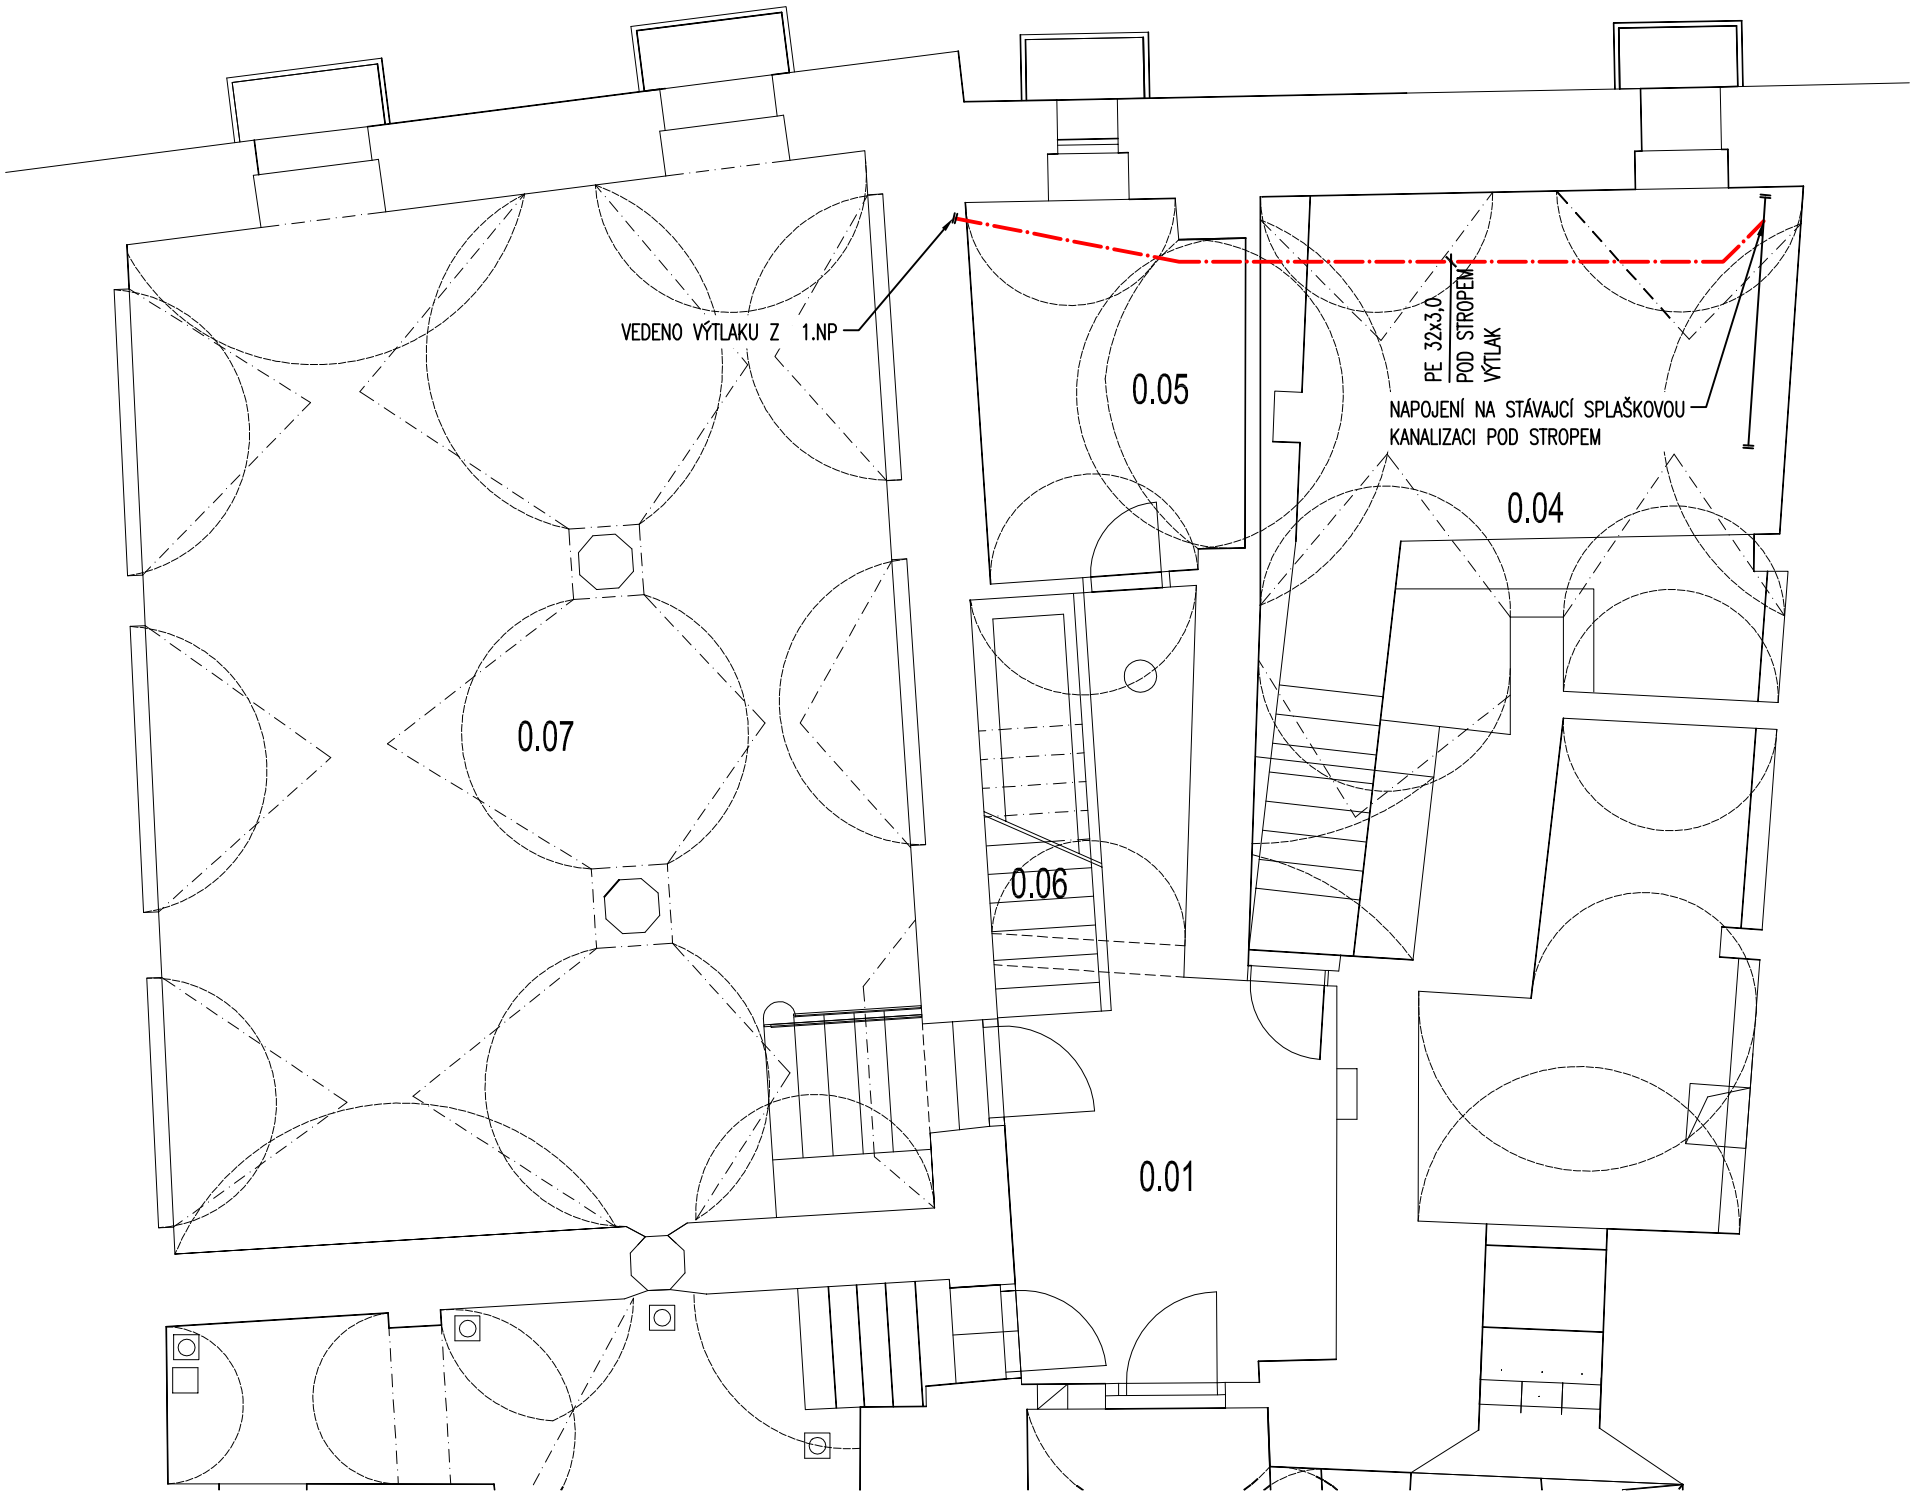 VEDENO VÝTLAKU Z 1.NP
PE 32x3,0
POD STROPEM
VÝTLAK
NAPOJENÍ NA STÁVAJCÍ SPLAŠKOVOU
KANALIZACI POD STROPEM
0.05
0.04
0.07
0.06
0.01